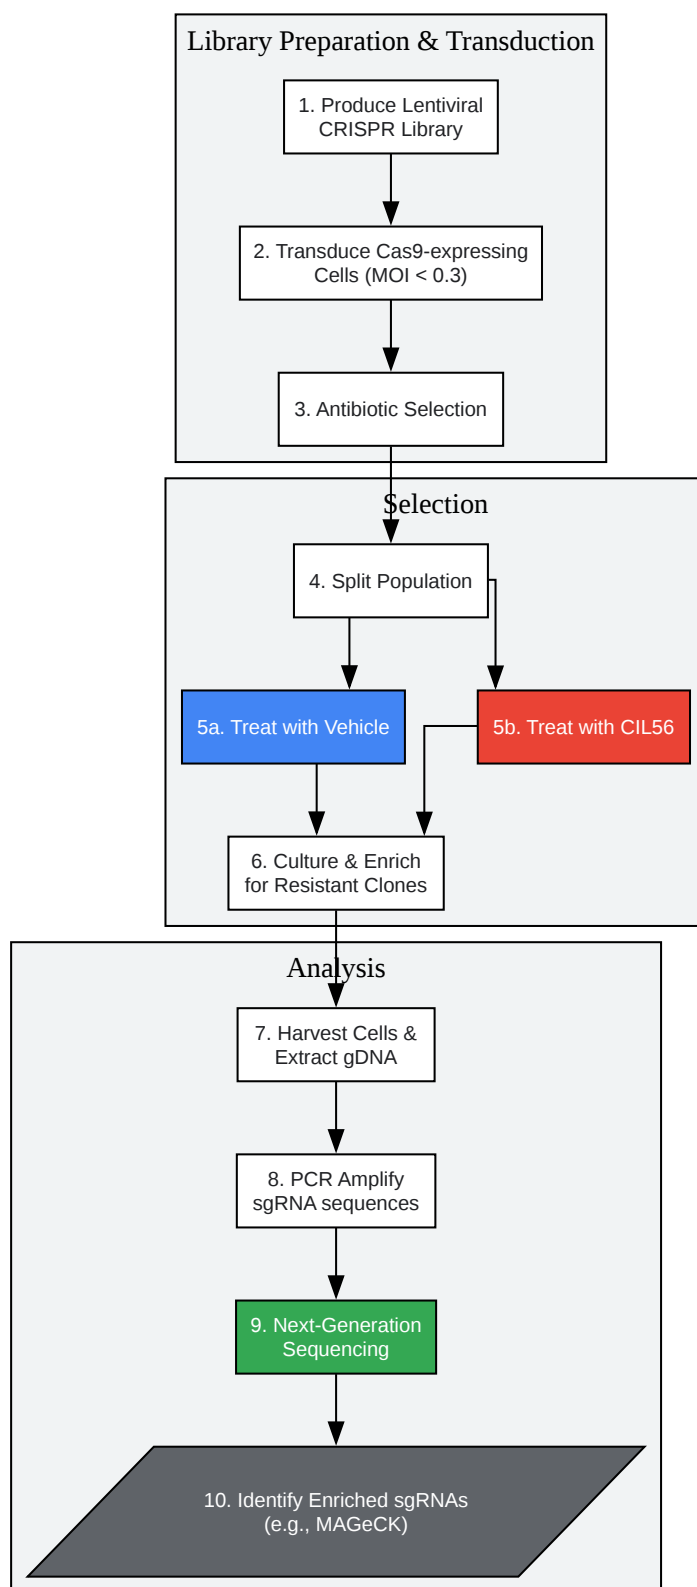 Library Preparation & Transduction
1. Produce Lentiviral
CRISPR Library
2. Transduce Cas9-expressing
Cells (MOI < 0.3)
3. Antibiotic Selection
Selection
4. Split Population
5a. Treat with Vehicle
5b. Treat with CIL56
6. Culture & Enrich
for Resistant Clones
Analysis
7. Harvest Cells &
Extract gDNA
8. PCR Amplify
sgRNA sequences
9. Next-Generation
Sequencing
10. Identify Enriched sgRNAs
(e.g., MAGeCK)